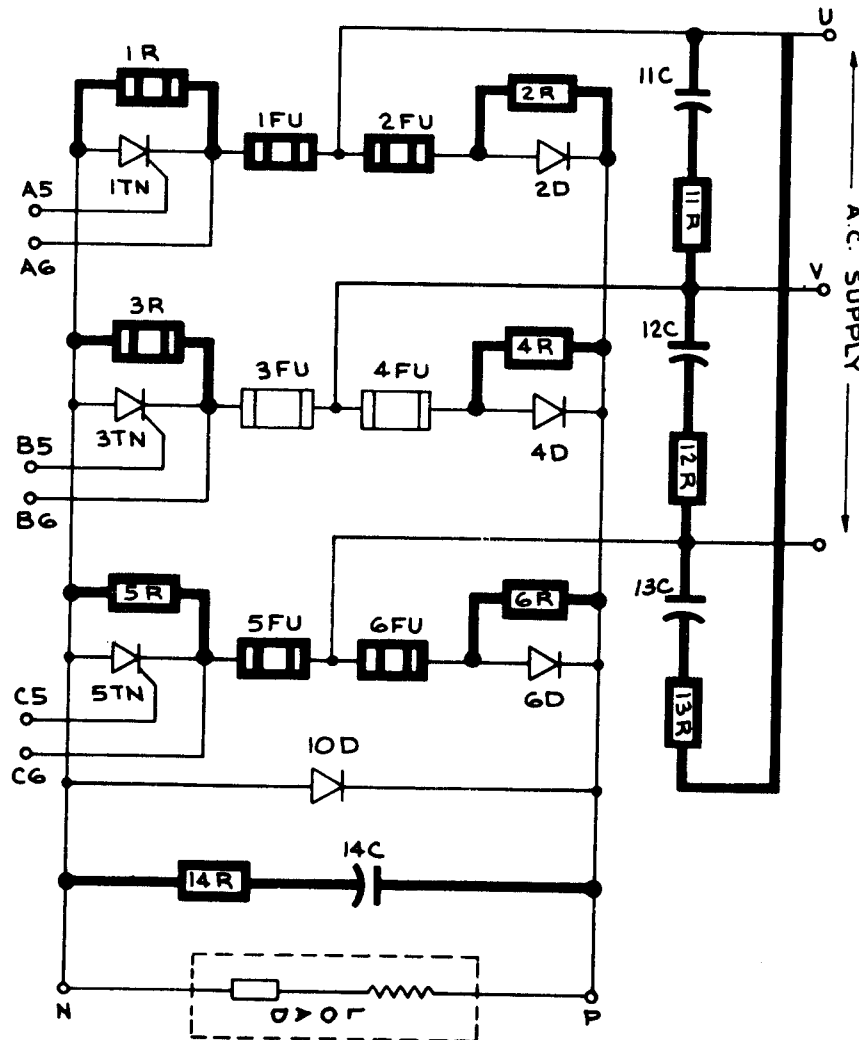 U
1R
11C
2R
1FU
2FU
1TN
2D
A5
11R
A6
A.C. SUPPLY
V
3R
12C
4R
3FU
4FU
3TN
4D
B5
12R
B6
13C
5R
6R
5FU
6FU
5TN
6D
C5
13R
C6
10D
14C
14R
N
P
LOAD